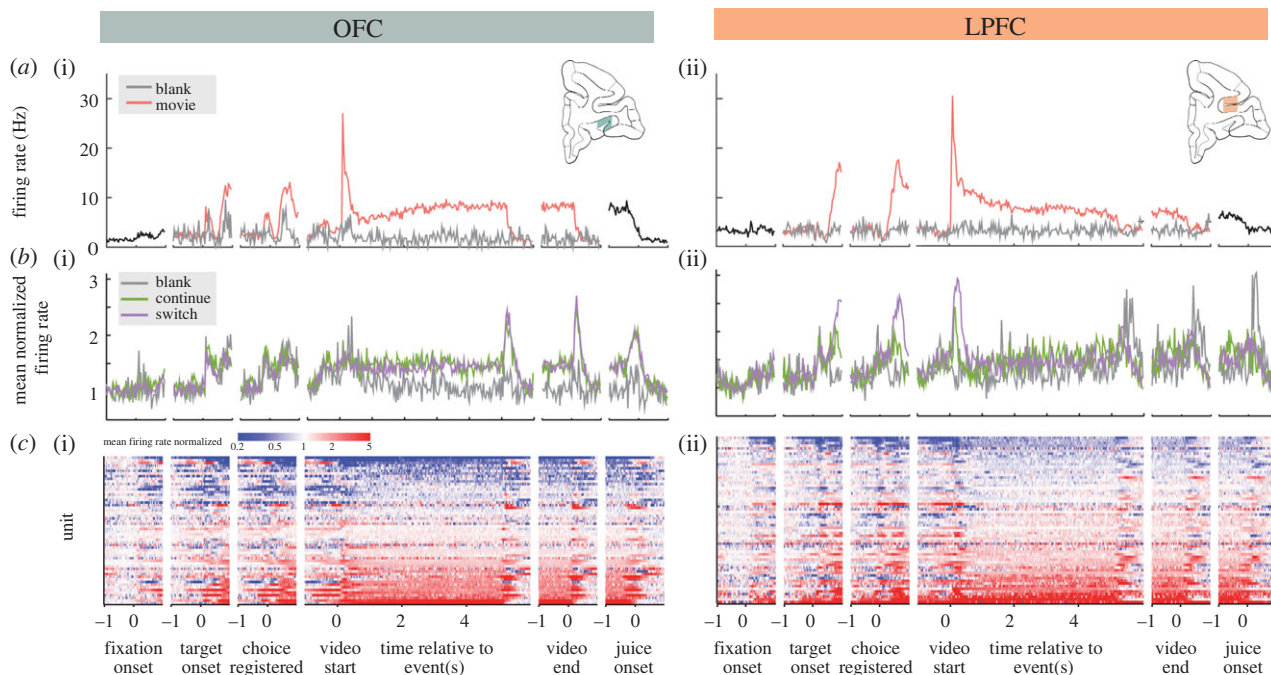 OFC
LPFC
(a) (i)
(ii)
blank
movie
firing rate (Hz)
30
20
10
0
(b) (i)
(ii)
blank
continue
switch
mean normalized
firing rate
3
2
1
(c) (i)
(ii)
mean firing rate normalized
0.2 0.5 1 2 5
unit
–1 0 –1 0 –1 0 –1 0 2 4 –1 0 –1 0
fixation onset
target onset
choice registered
video start
time relative to event(s)
video end
juice onset
–1 0 –1 0 –1 0 –1 0 2 4 –1 0 –1 0
fixation onset
target onset
choice registered
video start
time relative to event(s)
video end
juice onset